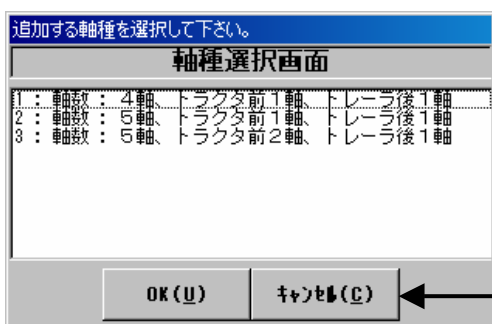 追加する軸種を選択して下さい。
軸種選択画面
1 : 軸数 : 4軸、トラクタ前1軸、トレーラ後1軸
2 : 軸数 : 5軸、トラクタ前1軸、トレーラ後1軸
3 : 軸数 : 5軸、トラクタ前2軸、トレーラ後1軸
OK(U) ｷｬﾝｾﾙ(C)